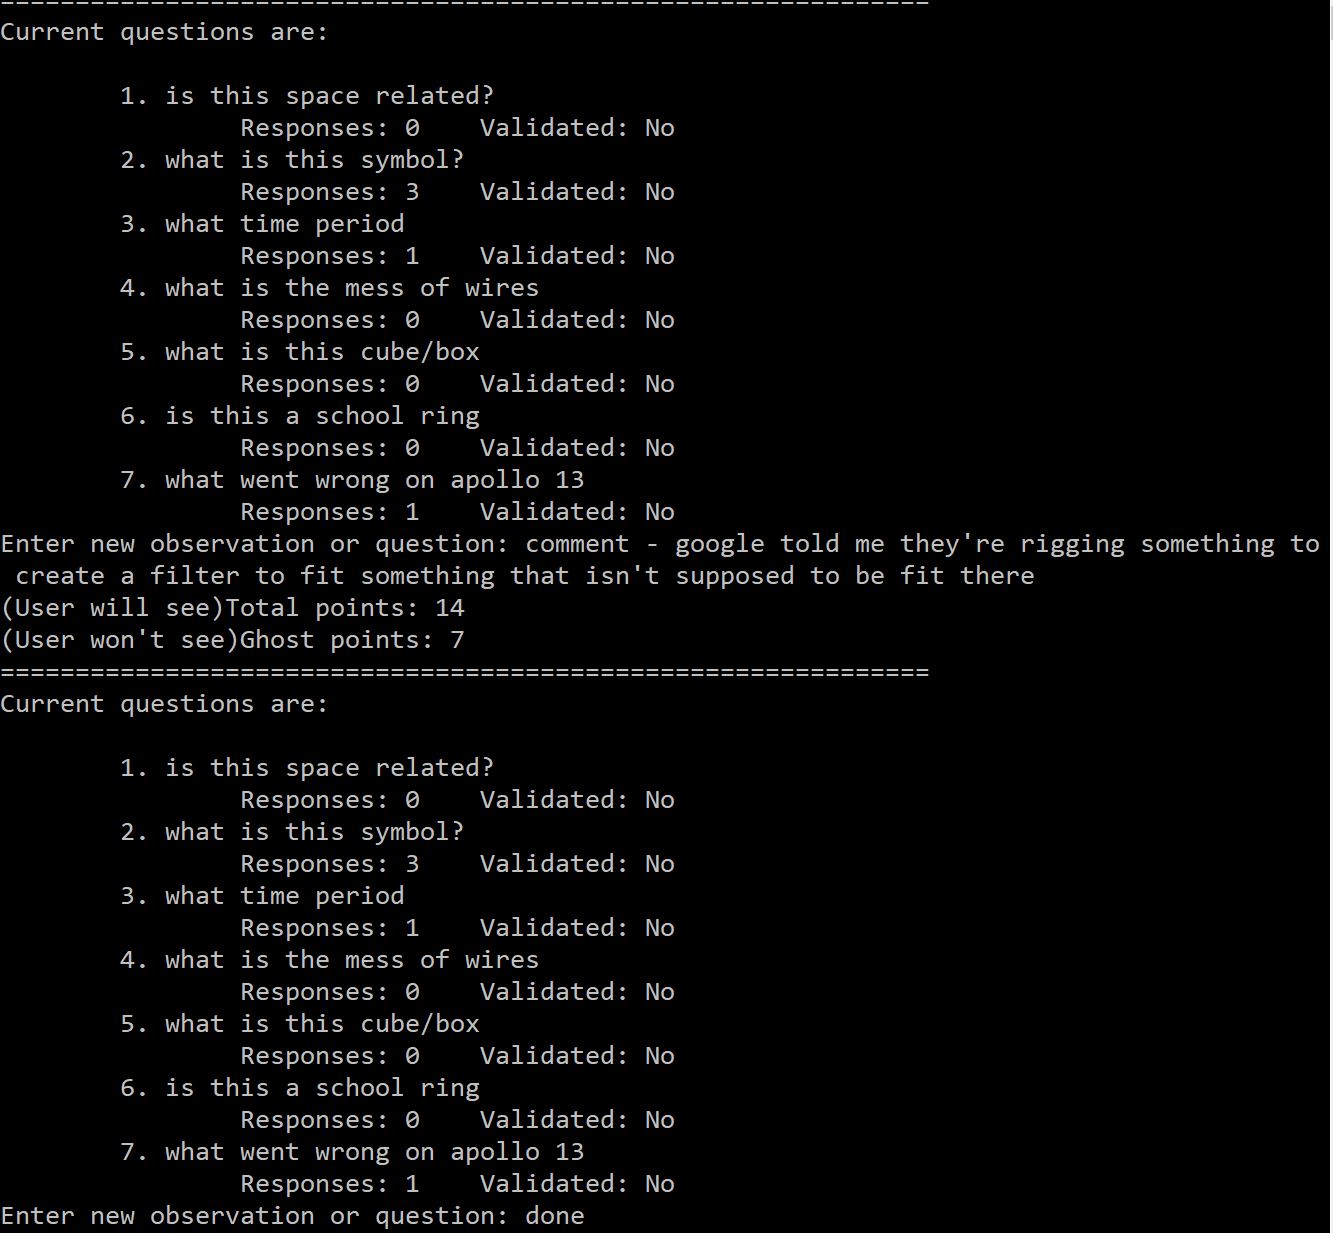 ==============================================================
Current questions are:
1. is this space related?
Responses: 0    Validated: No
2. what is this symbol?
Responses: 3    Validated: No
3. what time period
Responses: 1    Validated: No
4. what is the mess of wires
Responses: 0    Validated: No
5. what is this cube/box
Responses: 0    Validated: No
6. is this a school ring
Responses: 0    Validated: No
7. what went wrong on apollo 13
Responses: 1    Validated: No
Enter new observation or question: comment - google told me they're rigging something to
create a filter to fit something that isn't supposed to be fit there
(User will see)Total points: 14
(User won't see)Ghost points: 7
==============================================================
Current questions are:
1. is this space related?
Responses: 0    Validated: No
2. what is this symbol?
Responses: 3    Validated: No
3. what time period
Responses: 1    Validated: No
4. what is the mess of wires
Responses: 0    Validated: No
5. what is this cube/box
Responses: 0    Validated: No
6. is this a school ring
Responses: 0    Validated: No
7. what went wrong on apollo 13
Responses: 1    Validated: No
Enter new observation or question: done